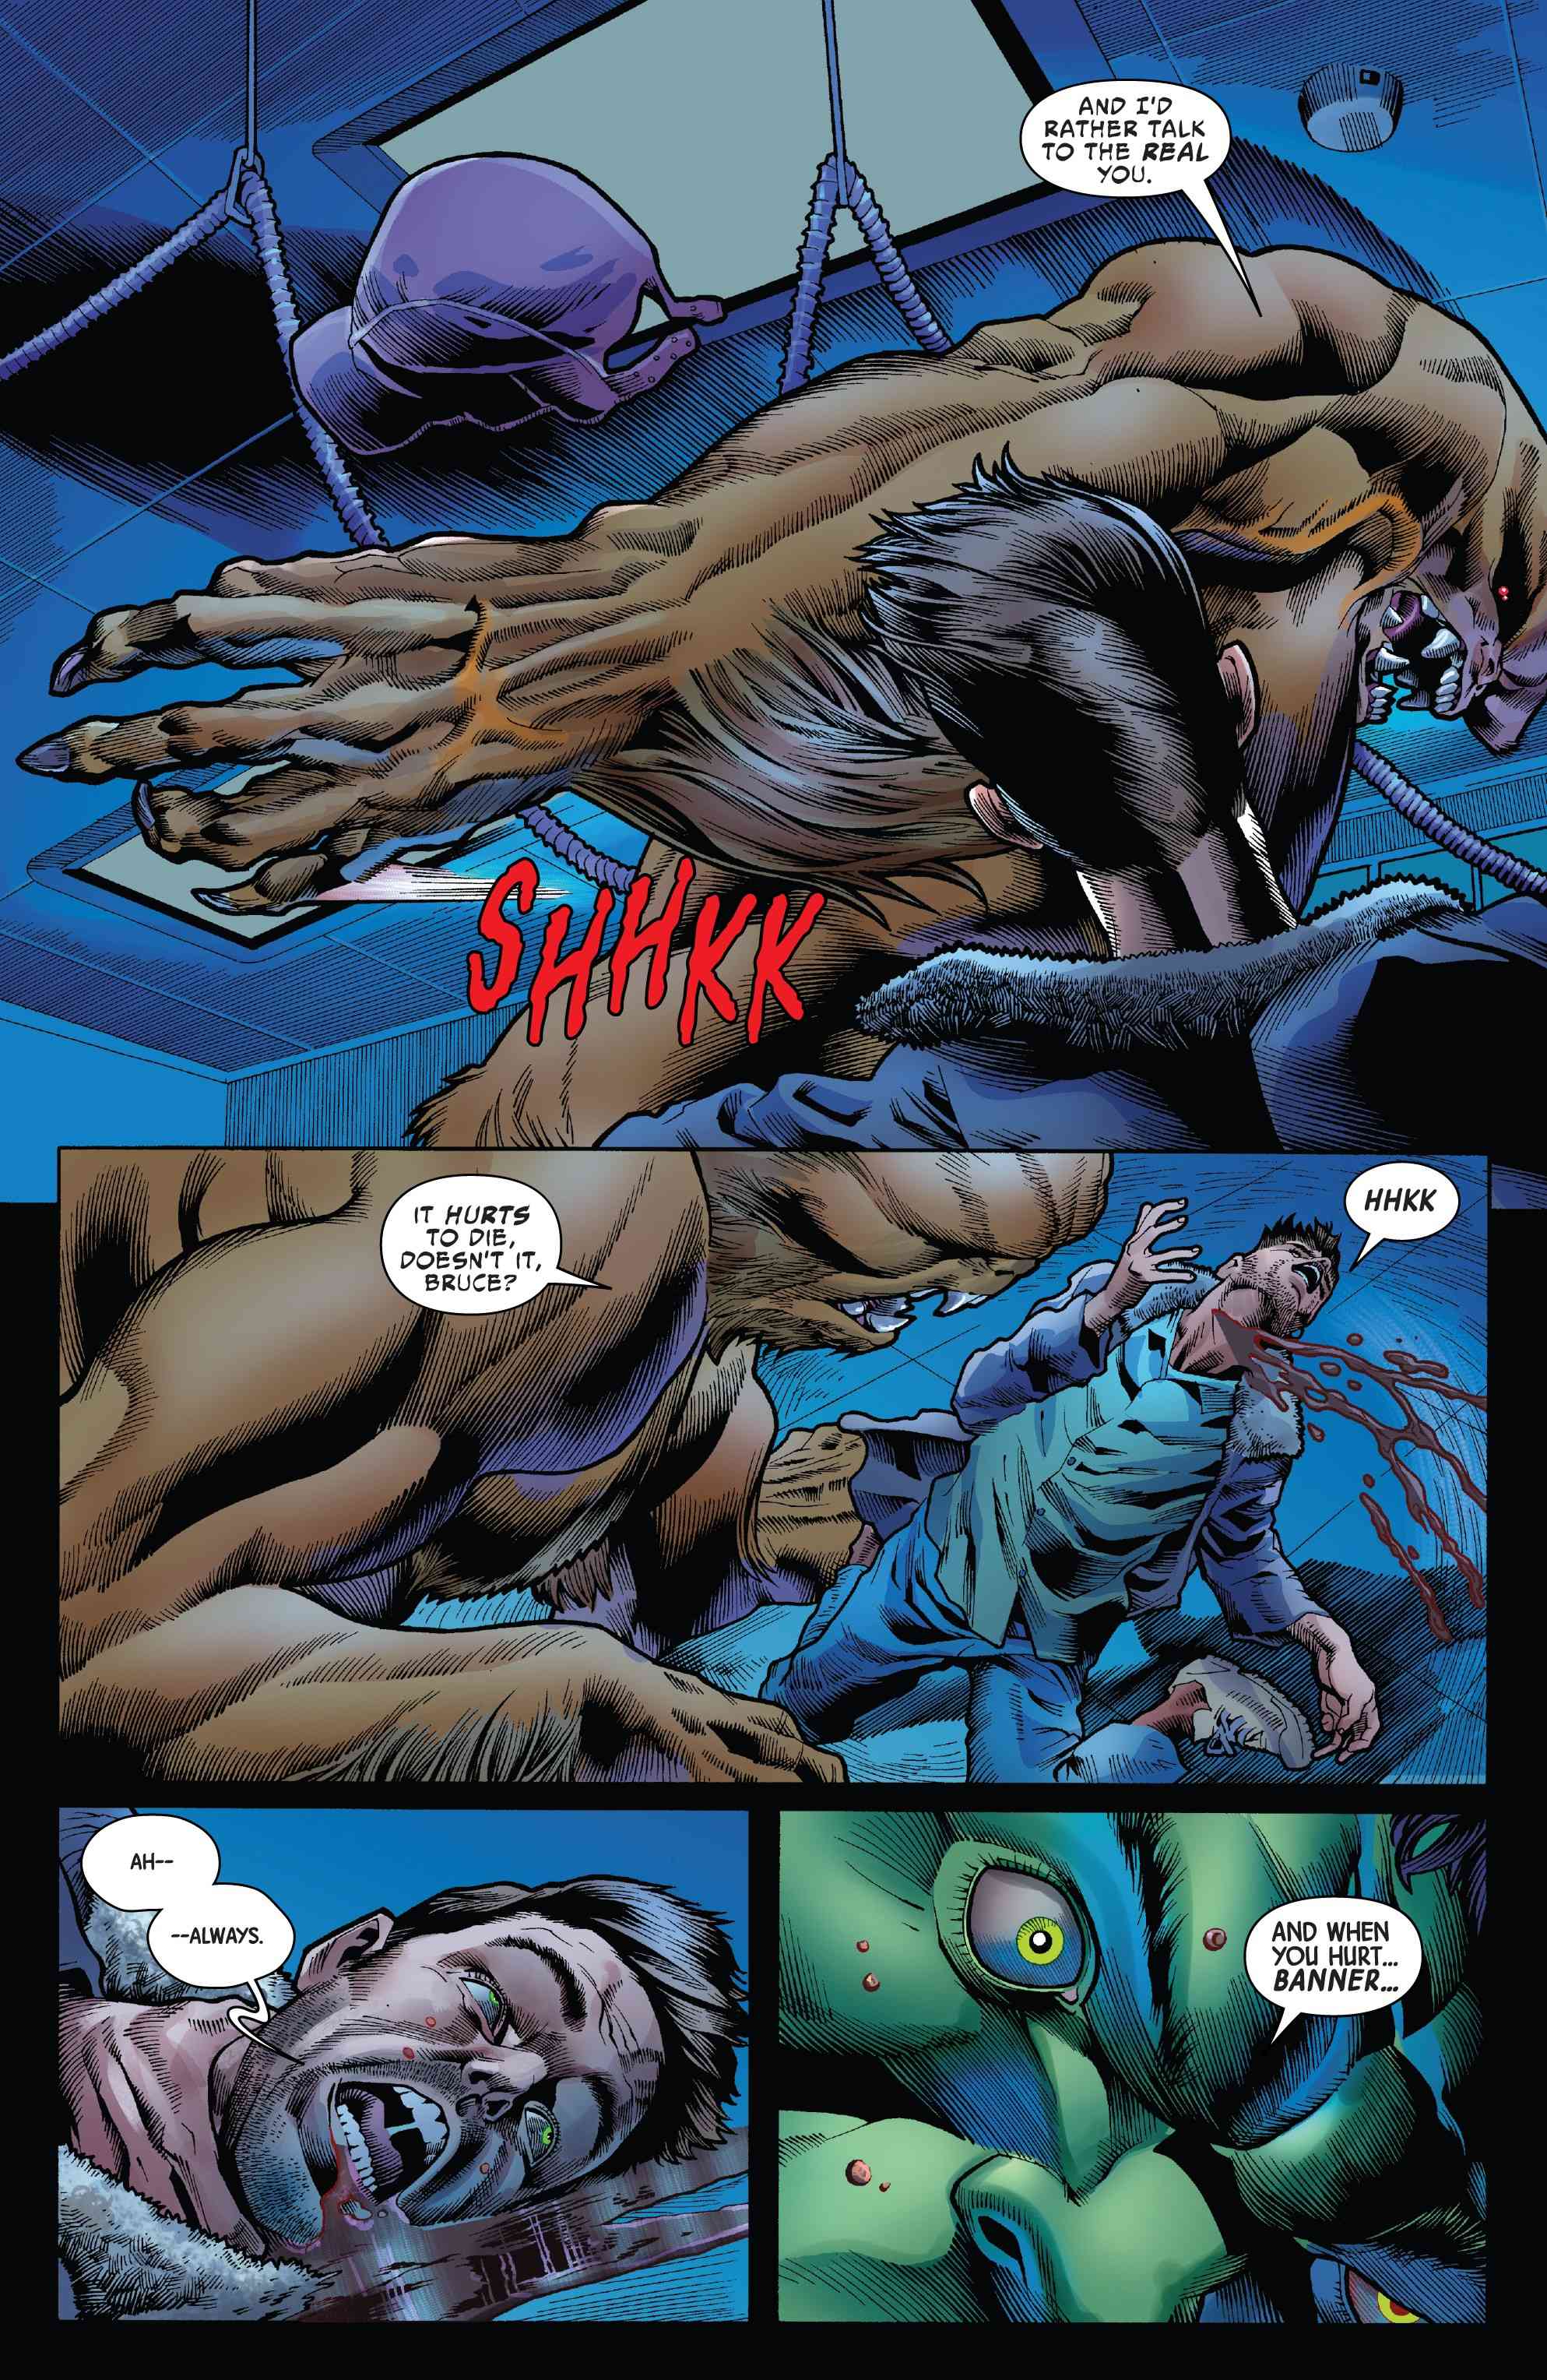 AND I'D
RATHER TALK
TO THE REAL
YOU.
SHHKK
IT HURTS
TO DIE,
DOESN'T IT,
BRUCE?
HHKK
AH--
--ALWAYS.
AND WHEN
YOU HURT...
BANNER...